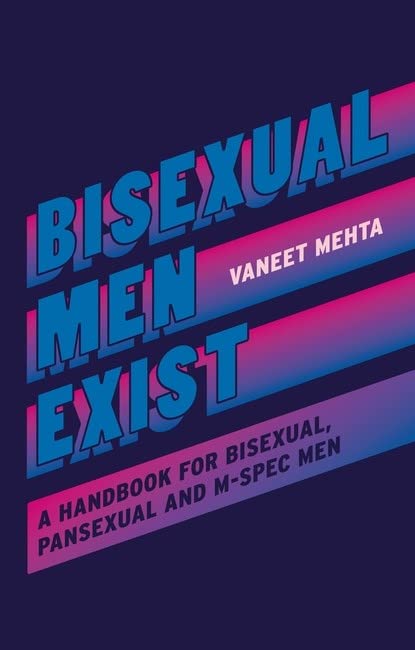 BISEXUAL
MEN
VANEET MEHTA
EXIST
A HANDBOOK FOR BISEXUAL,
PANSEXUAL AND M-SPEC MEN